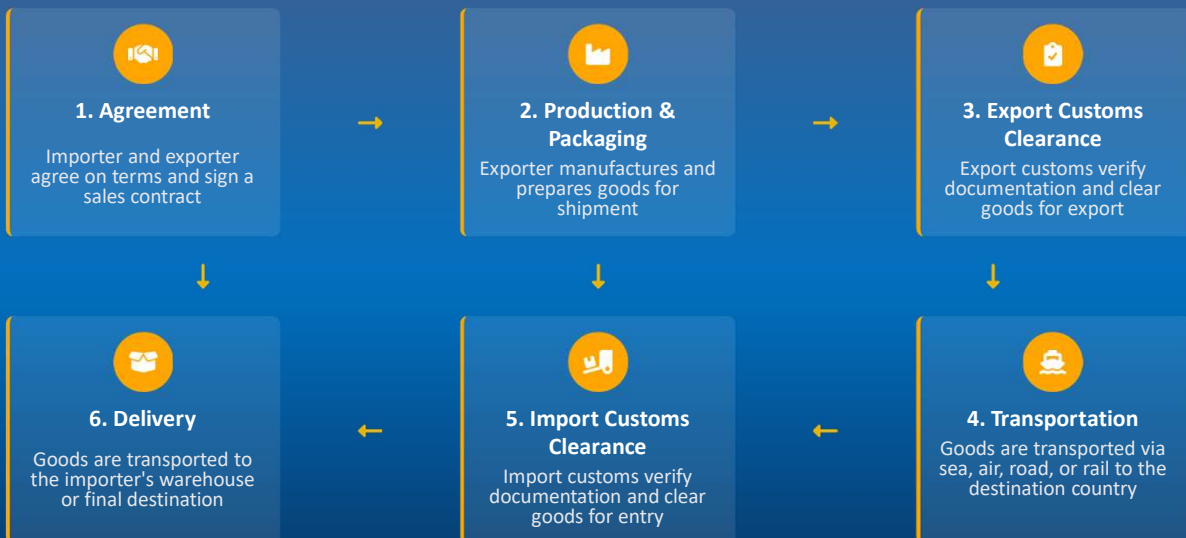 1. Agreement
Importer and exporter
agree on terms and sign a
sales contract
2. Production &
Packaging
Exporter manufactures and
prepares goods for
shipment
3. Export Customs
Clearance
Export customs verify
documentation and clear
goods for export
6. Delivery
Goods are transported to
the importer's warehouse
or final destination
5. Import Customs
Clearance
Import customs verify
documentation and clear
goods for entry
4. Transportation
Goods are transported via
sea, air, road, or rail to the
destination country